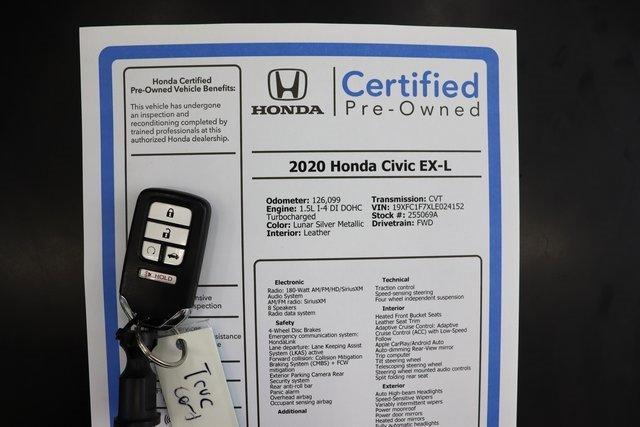 Honda Certified
Pre-Owned Vehicle Benefits:
This vehicle has undergone
an inspection and
reconditioning completed by
trained professionals at this
authorized Honda dealership.
HONDA
Certified
Pre-Owned
2020 Honda Civic EX-L
Odometer: 126,099
Engine: 1.5L I-4 DI DOHC
Turbocharged
Color: Lunar Silver Metallic
Interior: Leather
Transmission: CVT
VIN: 19XFC1F7XLE024152
Stock #: 255069A
Drivetrain: FWD
Electronic
Radio: 180-Watt AM/FM/HD/SiriusXM
Audio System
AM/FM radio: SiriusXM
8 Speakers
Radio data system
Safety
4-Wheel Disc Brakes
Emergency communication system:
HondaLink
Lane departure: Lane Keeping Assist
System (LKAS) active
Forward collision: Collision Mitigation
Braking System (CMBS) + FCW
mitigation
Exterior Parking Camera Rear
Security system
Rear anti-roll bar
Panic alarm
Overhead airbag
Occupant sensing airbag
Additional
Technical
Traction control
Speed-sensing steering
Four wheel independent suspension
Interior
Heated Front Bucket Seats
Leather Seat Trim
Adaptive Cruise Control: Adaptive
Cruise Control (ACC) with Low-Speed
Follow
Apple CarPlay/Android Auto
Auto-dimming Rear-View mirror
Trip computer
Tilt steering wheel
Telescoping steering wheel
Steering wheel mounted audio controls
Split folding rear seat
Exterior
Auto High-beam Headlights
Speed-Sensitive Wipers
Variably intermittent wipers
Power moonroof
Power door mirrors
Heated door mirrors
Fully automatic headlights
HOLD